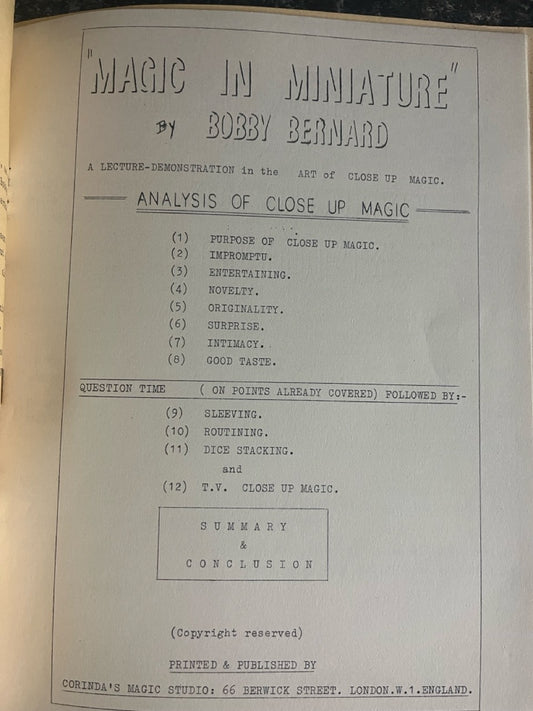 "MAGIC IN MINIATURE"
BY BOBBY BERNARD
A LECTURE-DEMONSTRATION in the ART of CLOSE UP MAGIC.
ANALYSIS OF CLOSE UP MAGIC
(1) PURPOSE OF CLOSE UP MAGIC.
(2) IMPROMPTU.
(3) ENTERTAINING.
(4) NOVELTY.
(5) ORIGINALITY.
(6) SURPRISE.
(7) INTIMACY.
(8) GOOD TASTE.
QUESTION TIME ( ON POINTS ALREADY COVERED) FOLLOWED BY:-
(9) SLEEVING.
(10) ROUTINING.
(11) DICE STACKING.
and
(12) T.V. CLOSE UP MAGIC.
SUMMARY
&
CONCLUSION
(Copyright reserved)
PRINTED & PUBLISHED BY
CORINDA'S MAGIC STUDIO: 66 BERWICK STREET. LONDON.W.1.ENGLAND.